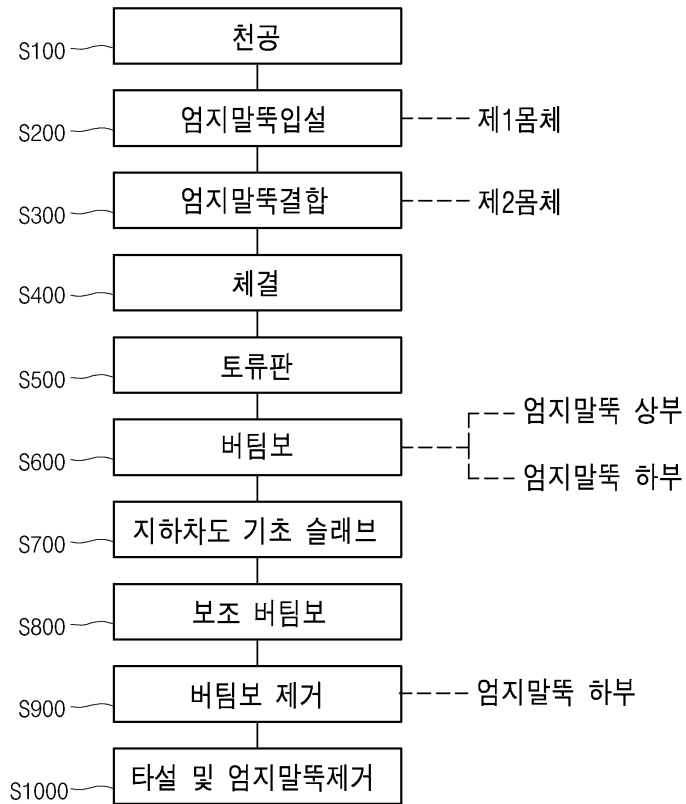 천공
S100
엄지말뚝입설
제1몸체
S200
엄지말뚝결합
제2몸체
S300
체결
S400
토류판
S500
엄지말뚝 상부
버팀보
S600
엄지말뚝 하부
지하차도 기초 슬래브
S700
보조 버팀보
S800
버팀보 제거
엄지말뚝 하부
S900
타설 및 엄지말뚝제거
S1000